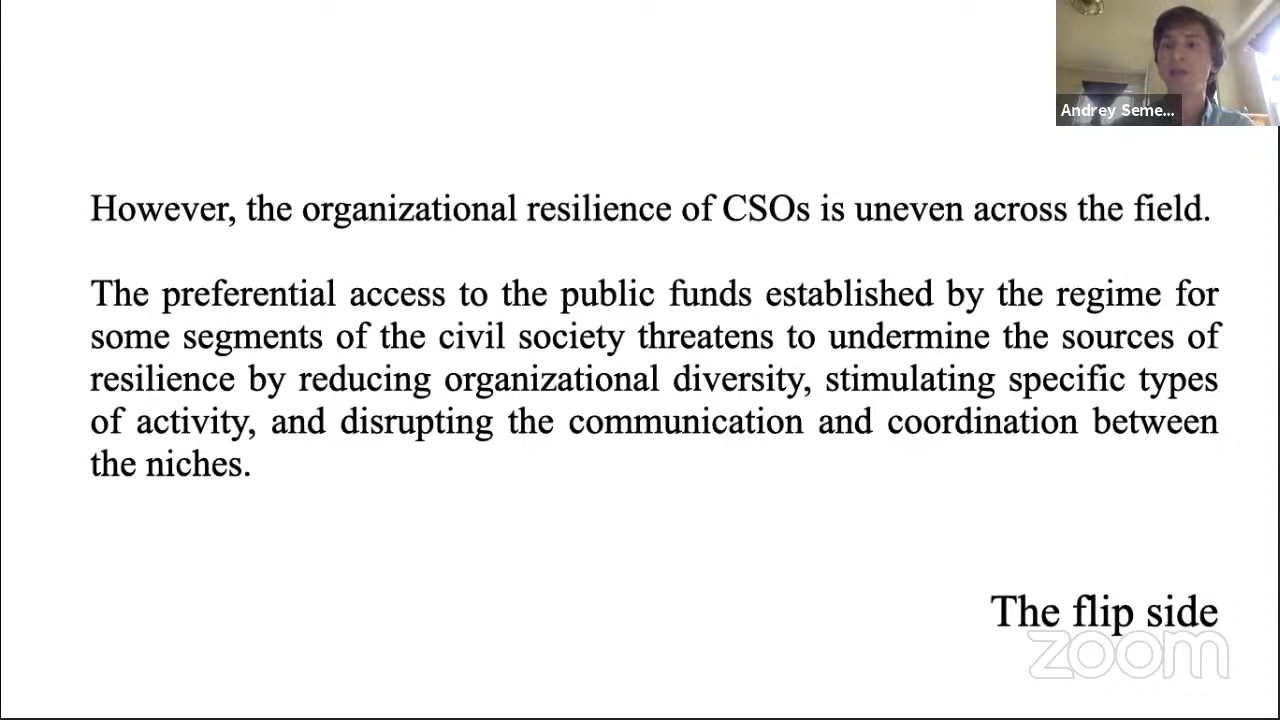 Andrey Seme...
However, the organizational resilience of CSOs is uneven across the field.
The preferential access to the public funds established by the regime for
some segments of the civil society threatens to undermine the sources of
resilience by reducing organizational diversity, stimulating specific types
of activity, and disrupting the communication and coordination between
the niches.
The flip side
zoom